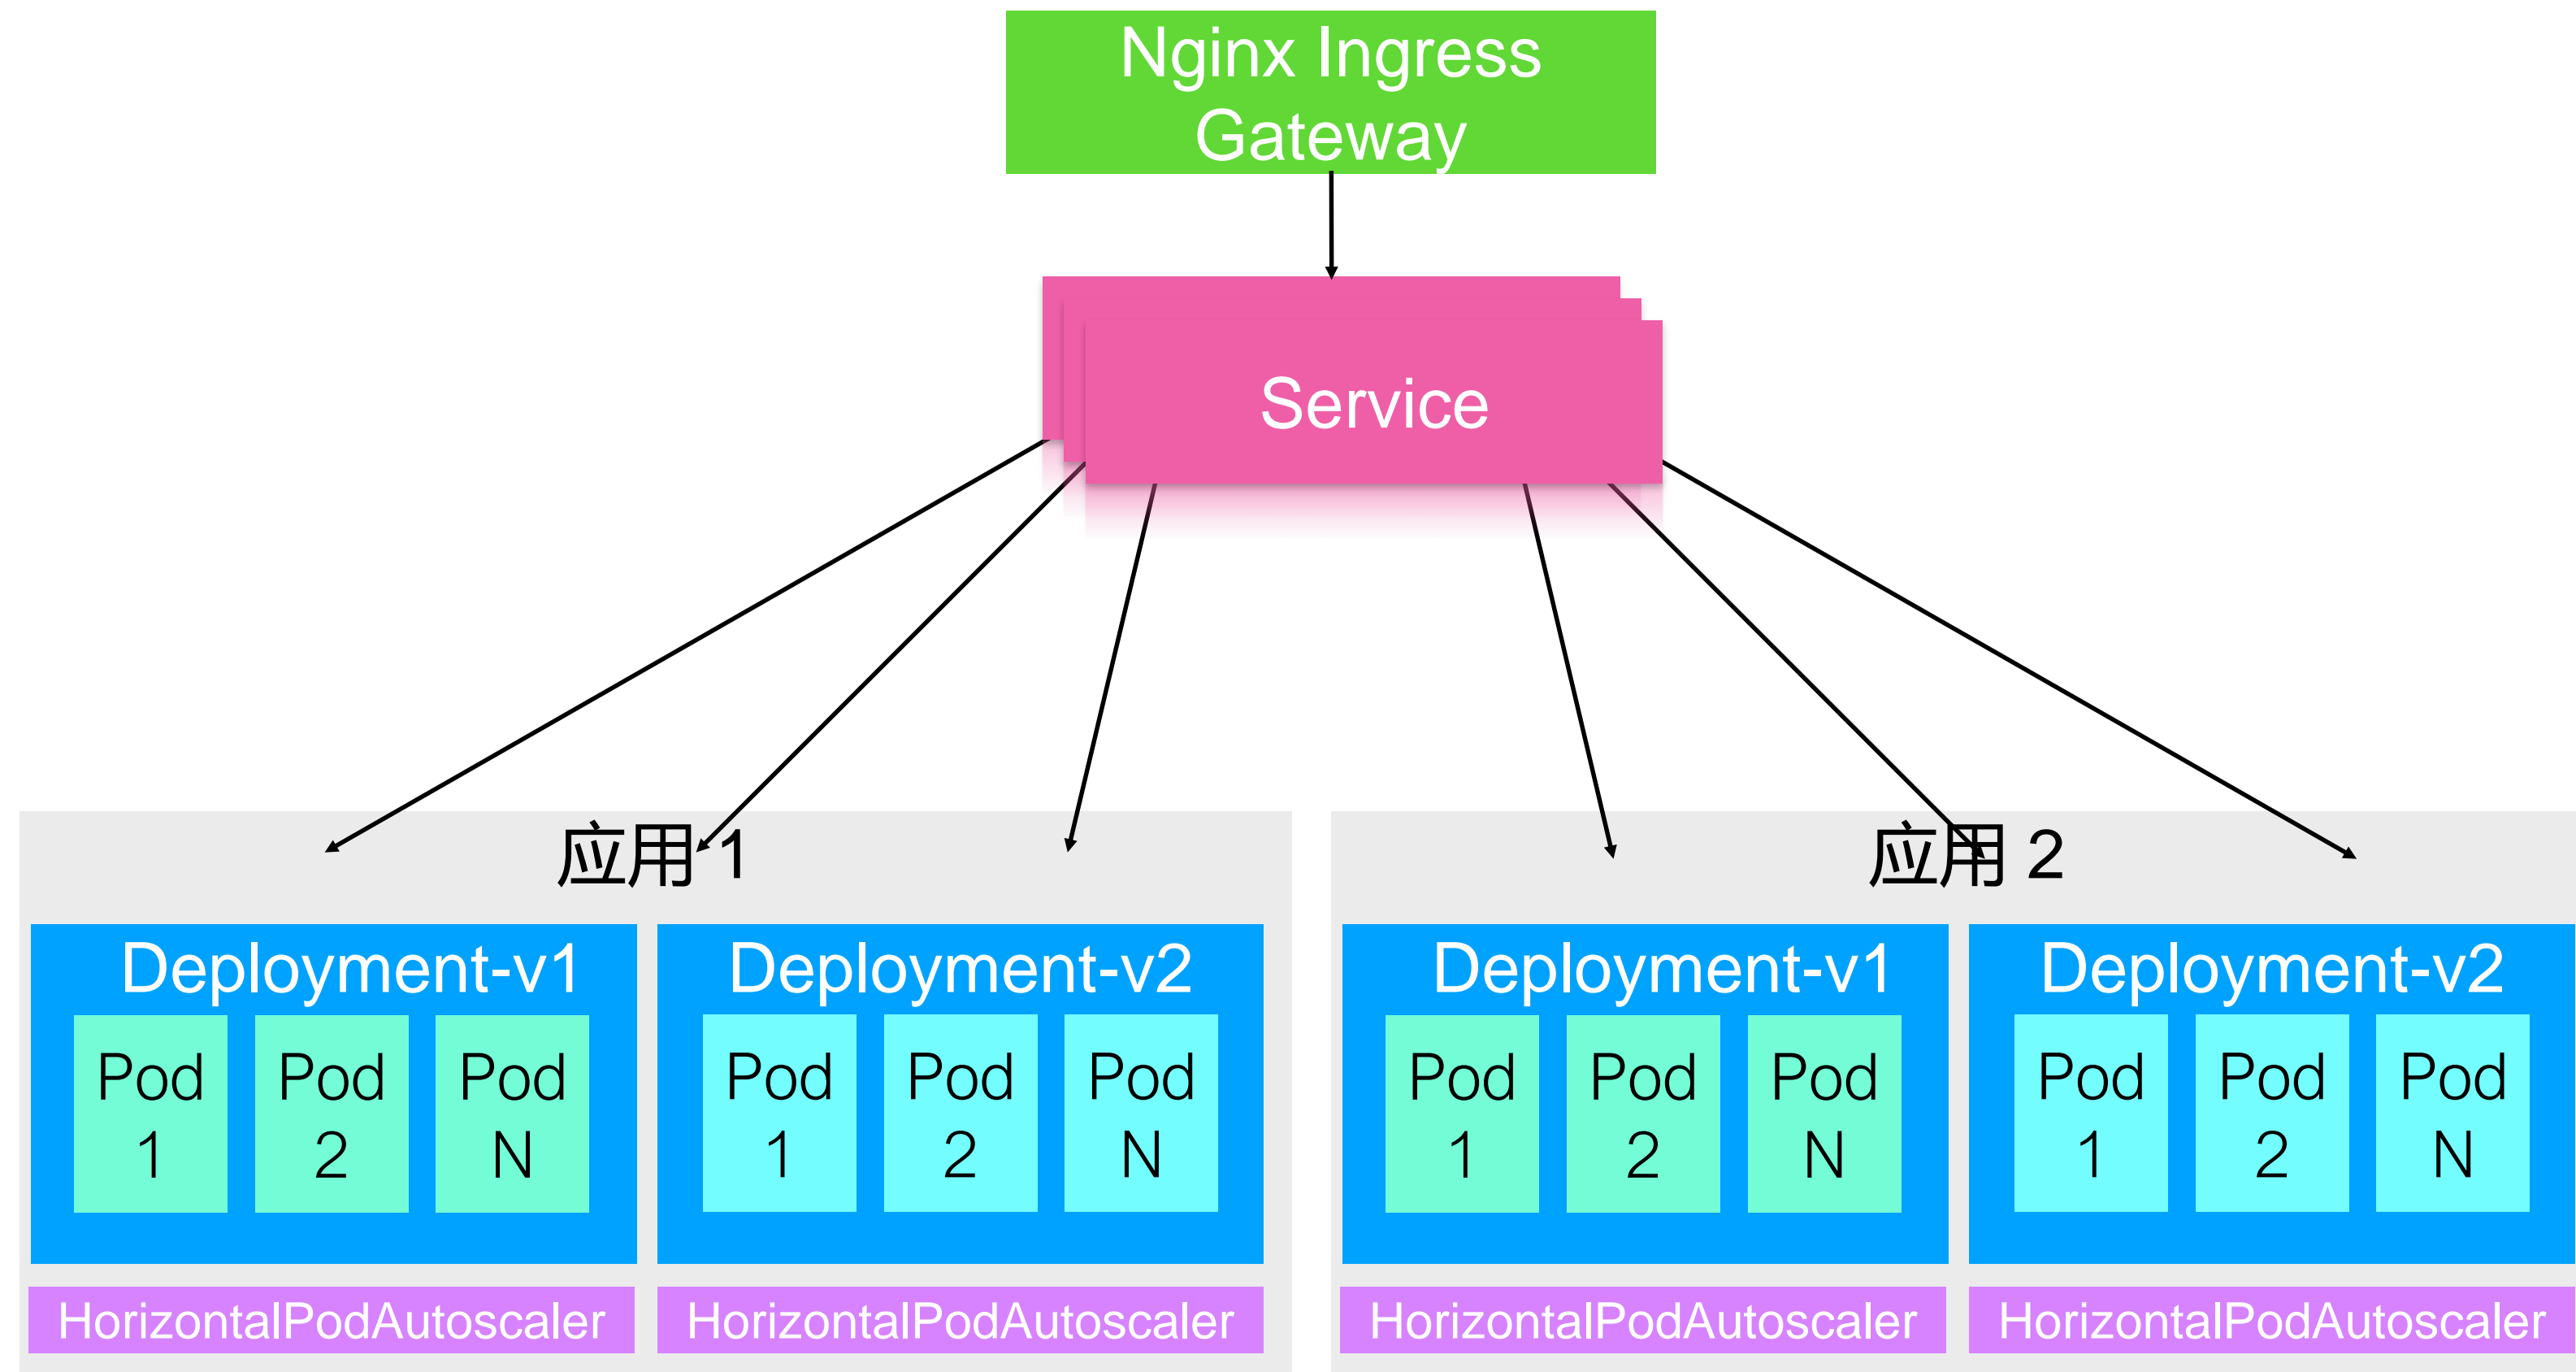 Nginx Ingress
Gateway
Service
应用 1
应用 2
Deployment-v1
Deployment-v2
Deployment-v1
Deployment-v2
Pod
1
Pod
2
Pod
N
Pod
1
Pod
2
Pod
N
Pod
1
Pod
2
Pod
N
Pod
1
Pod
2
Pod
N
HorizontalPodAutoscaler
HorizontalPodAutoscaler
HorizontalPodAutoscaler
HorizontalPodAutoscaler